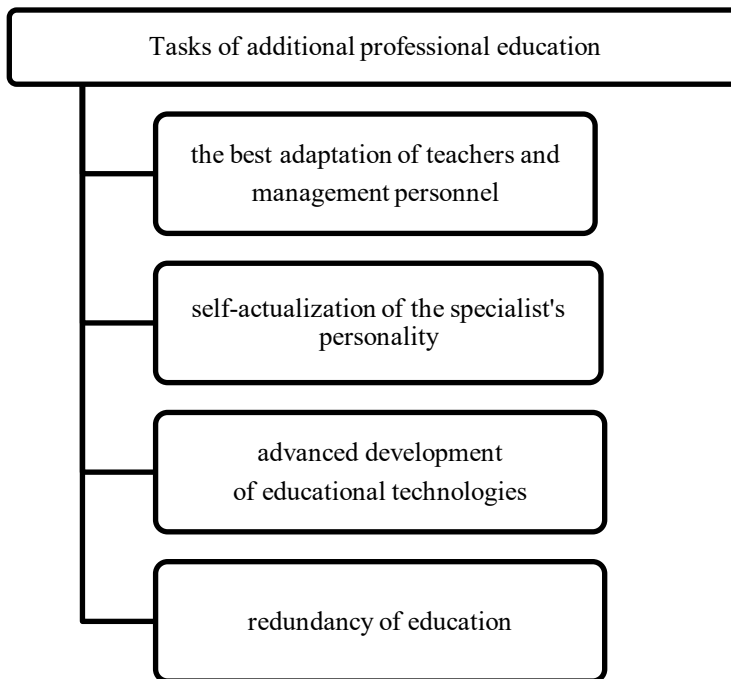 Tasks of additional professional education
the best adaptation of teachers and
management personnel
self-actualization of the specialist's
personality
advanced development
of educational technologies
redundancy of education